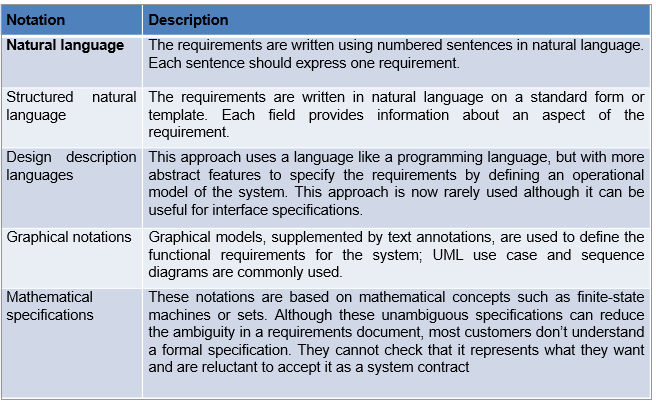 Notation Description
Natural language The requirements are written using numbered sentences in natural language.
Each sentence should express one requirement.
Structured natural The requirements are written in natural language on a standard form or
language template. Each field provides information about an aspect of the
requirement.
Design description This approach uses a language like a programming language, but with more
languages abstract features to specify the requirements by defining an operational
model of the system. This approach is now rarely used although it can be
useful for interface specifications.
Graphical notations Graphical models, supplemented by text annotations, are used to define the
functional requirements for the system; UML use case and sequence
diagrams are commonly used.
Mathematical These notations are based on mathematical concepts such as finite-state
specifications machines or sets. Although these unambiguous specifications can reduce
the ambiguity in a requirements document, most customers don’t understand
a formal specification. They cannot check that it represents what they want
and are reluctant to accept it as a system contract